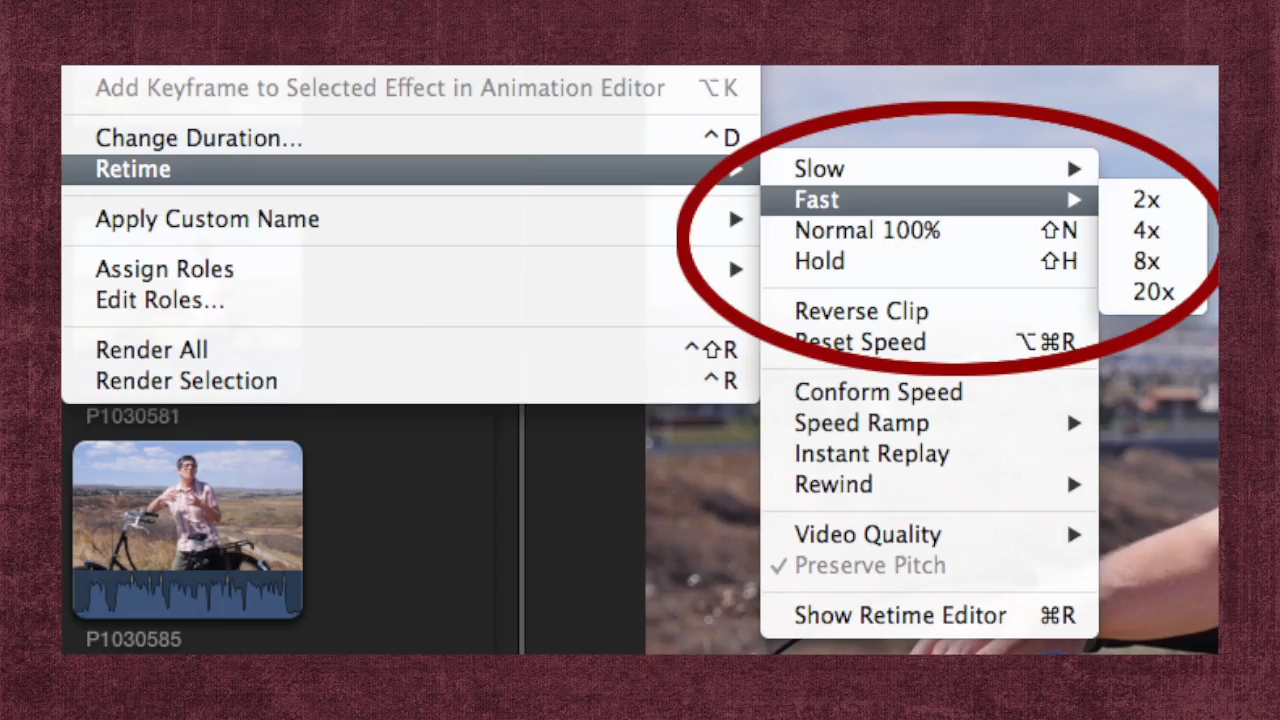 Add Keyframe to Selected Effect in Animation Editor ⌥K
Change Duration... ^D
Retime
Apply Custom Name
Assign Roles
Edit Roles...
Render All ^⇧R
Render Selection ^R
Slow
Fast
Normal 100% ⇧N
Hold ⇧H
Reverse Clip
Reset Speed ⌥⌘R
Conform Speed
Speed Ramp
Instant Replay
Rewind
Video Quality
✓ Preserve Pitch
Show Retime Editor ⌘R
2x
4x
8x
20x
P1030581
P1030585